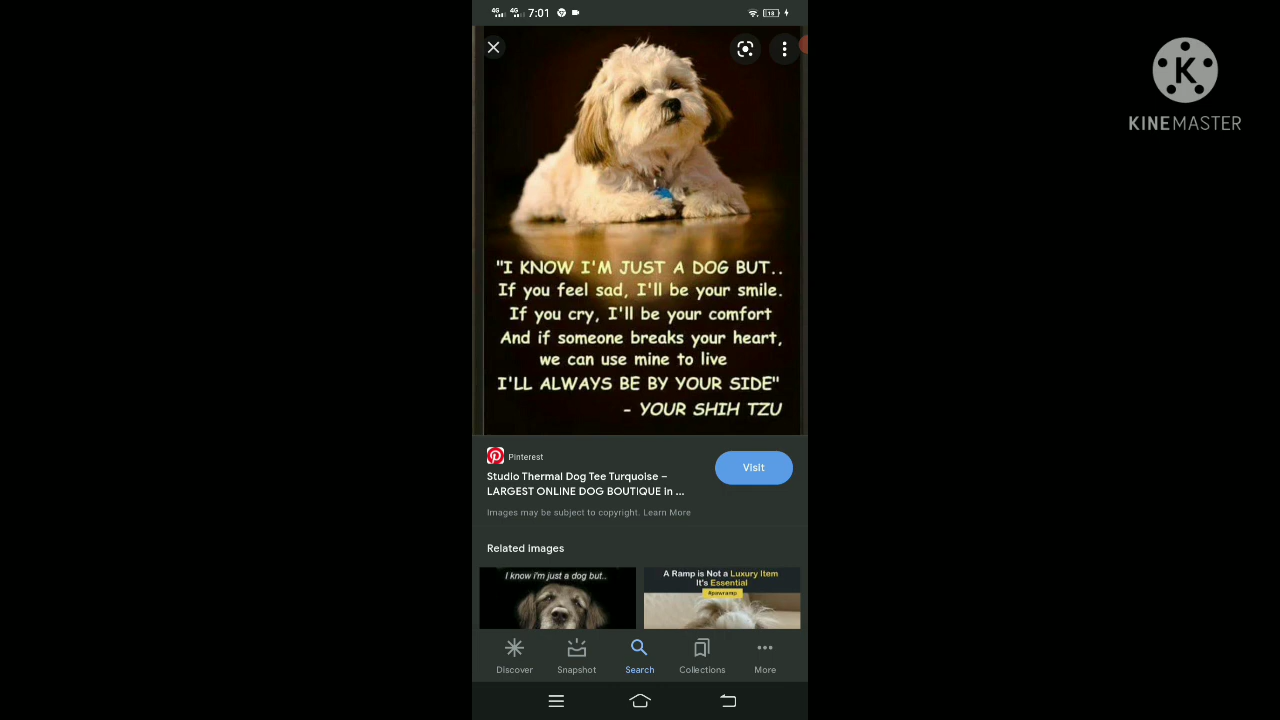 4G 4G 7:01
18
K
KINEMASTER
"I KNOW I'M JUST A DOG BUT..
If you feel sad, I'll be your smile.
If you cry, I'll be your comfort
And if someone breaks your heart,
we can use mine to live
I'LL ALWAYS BE BY YOUR SIDE"
- YOUR SHIH TZU
Pinterest
Studio Thermal Dog Tee Turquoise –
LARGEST ONLINE DOG BOUTIQUE In ...
Visit
Images may be subject to copyright. Learn More
Related Images
I know i'm just a dog but..
A Ramp is Not a Luxury Item
It's Essential
#pawramp
Discover
Snapshot
Search
Collections
More